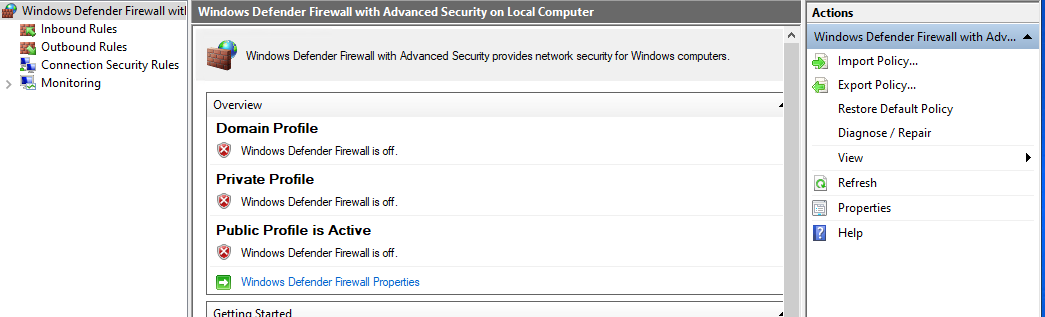 Windows Defender Firewall wit
Inbound Rules
Outbound Rules
Connection Security Rules
Monitoring
Windows Defender Firewall with Advanced Security on Local Computer
Windows Defender Firewall with Advanced Security provides network security for Windows computers.
Overview
Domain Profile
Windows Defender Firewall is off.
Private Profile
Windows Defender Firewall is off.
Public Profile is Active
Windows Defender Firewall is off.
Windows Defender Firewall Properties
Getting Started
Actions
Windows Defender Firewall with Adv...
Import Policy...
Export Policy...
Restore Default Policy
Diagnose / Repair
View
Refresh
Properties
Help